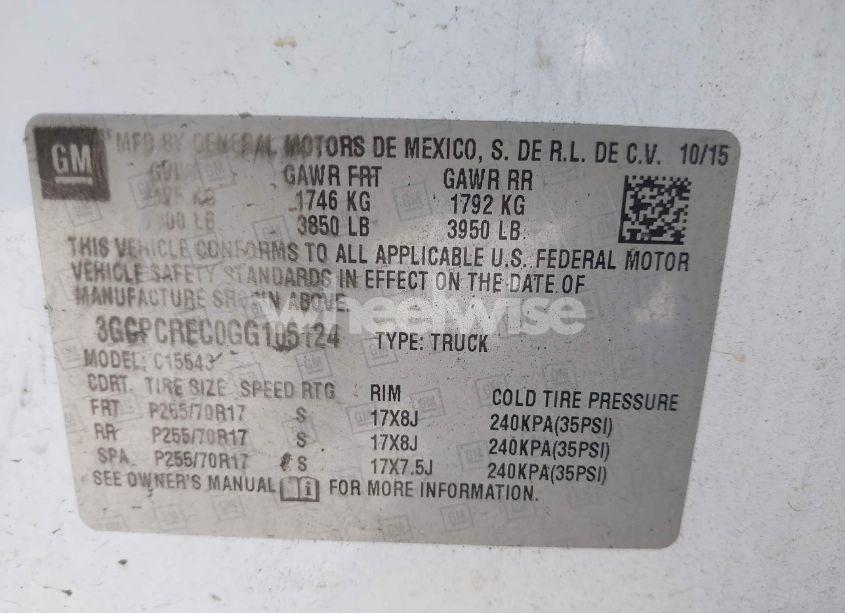 GM
MFD BY GENERAL MOTORS DE MEXICO, S. DE R.L. DE C.V. 10/15
GAWR FRT GAWR RR
KG 1746 KG 1792 KG
LB 3850 LB 3950 LB
THIS VEHICLE CONFORMS TO ALL APPLICABLE U.S. FEDERAL MOTOR
VEHICLE SAFETY STANDARDS IN EFFECT ON THE DATE OF
MANUFACTURE SHOWN ABOVE.
wheelwise
3GCPCREC0GG105124 TYPE: TRUCK
MODEL: C15543
CDRT. TIRE SIZE SPEED RTG RIM COLD TIRE PRESSURE
FRT P255/70R17 S 17X8J 240KPA(35PSI)
RR P255/70R17 S 17X8J 240KPA(35PSI)
SPA P255/70R17 S 17X7.5J 240KPA(35PSI)
SEE OWNER'S MANUAL FOR MORE INFORMATION.